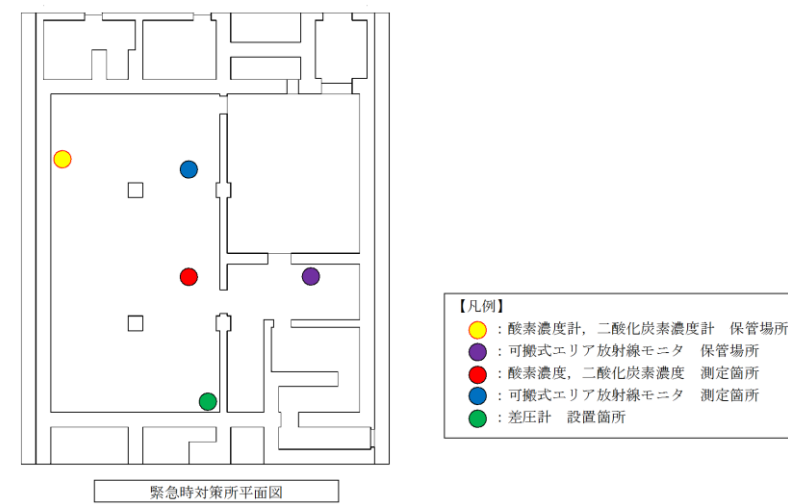 【凡例】
：酸素濃度計，二酸化炭素濃度計　保管場所
：可搬式エリア放射線モニタ　保管場所
：酸素濃度，二酸化炭素濃度　測定箇所
：可搬式エリア放射線モニタ　測定箇所
：差圧計　設置箇所
緊急時対策所平面図